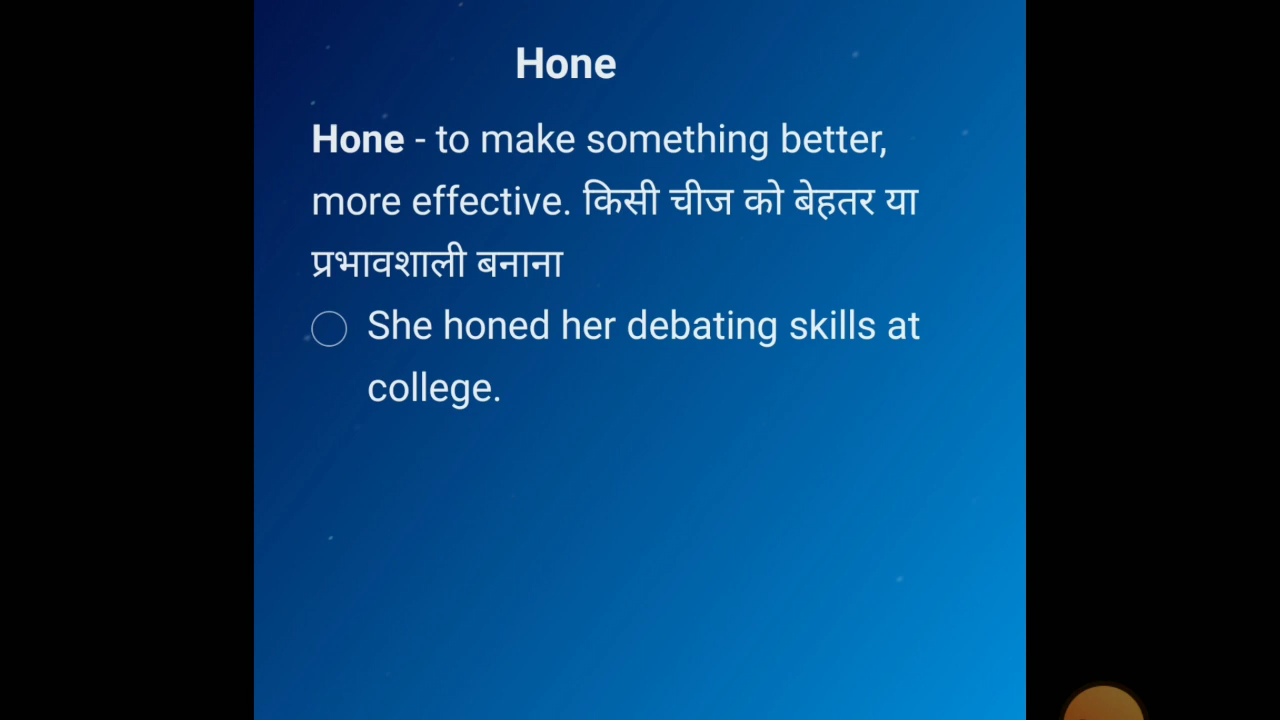 Hone
Hone - to make something better,
more effective. किसी चीज को बेहतर या
प्रभावशाली बनाना
She honed her debating skills at
college.